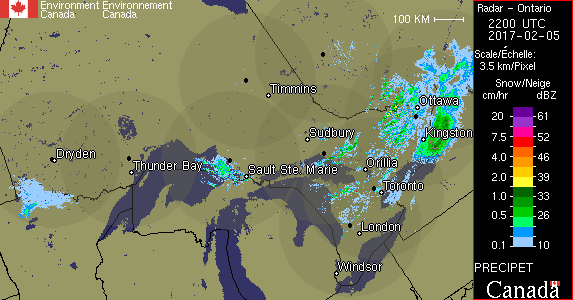 Environment Environnement
Canada Canada
100 KM
Timmins
Ottawa
Sudbury
Kingston
Dryden
Thunder Bay
Sault Ste. Marie
Orillia
Toronto
London
Windsor
Radar - Ontario
2200 UTC
2017-02-05
Scale/Échelle:
3.5 km/Pixel
Snow/Neige
cm/hr dBZ
20 61
7.5 52
4.0 46
2.0 39
1.0 33
0.5 26
0.1 10
PRECIPET
Canada